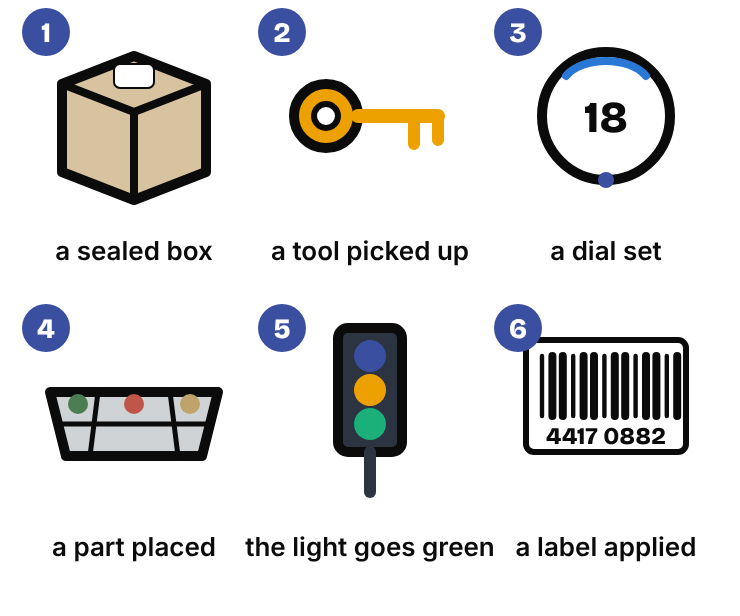 1
2
3
18
a sealed box
a tool picked up
a dial set
4
5
6
4417 0882
a part placed
the light goes green
a label applied